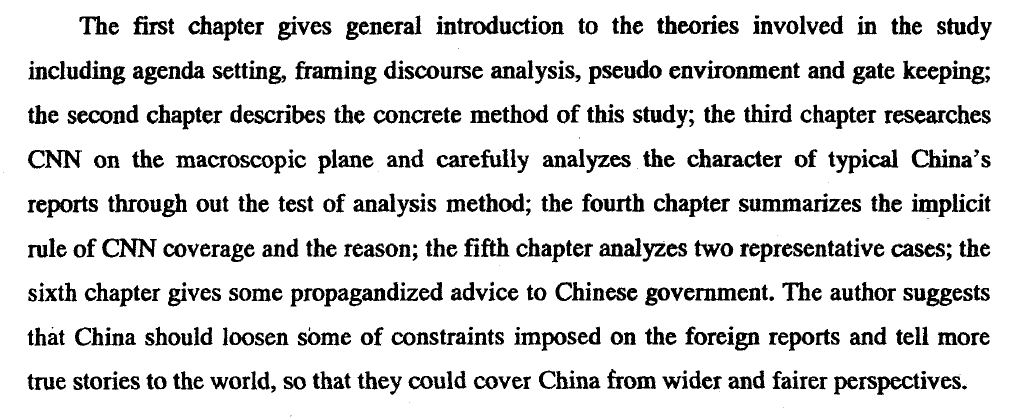 The first chapter gives general introduction to the theories involved in the study
including agenda setting, framing discourse analysis, pseudo environment and gate keeping;
the second chapter describes the concrete method of this study; the third chapter researches
CNN on the macroscopic plane and carefully analyzes the character of typical China's
reports through out the test of analysis method; the fourth chapter summarizes the implicit
rule of CNN coverage and the reason; the fifth chapter analyzes two representative cases; the
sixth chapter gives some propagandized advice to Chinese government. The author suggests
that China should loosen some of constraints imposed on the foreign reports and tell more
true stories to the world, so that they could cover China from wider and fairer perspectives.